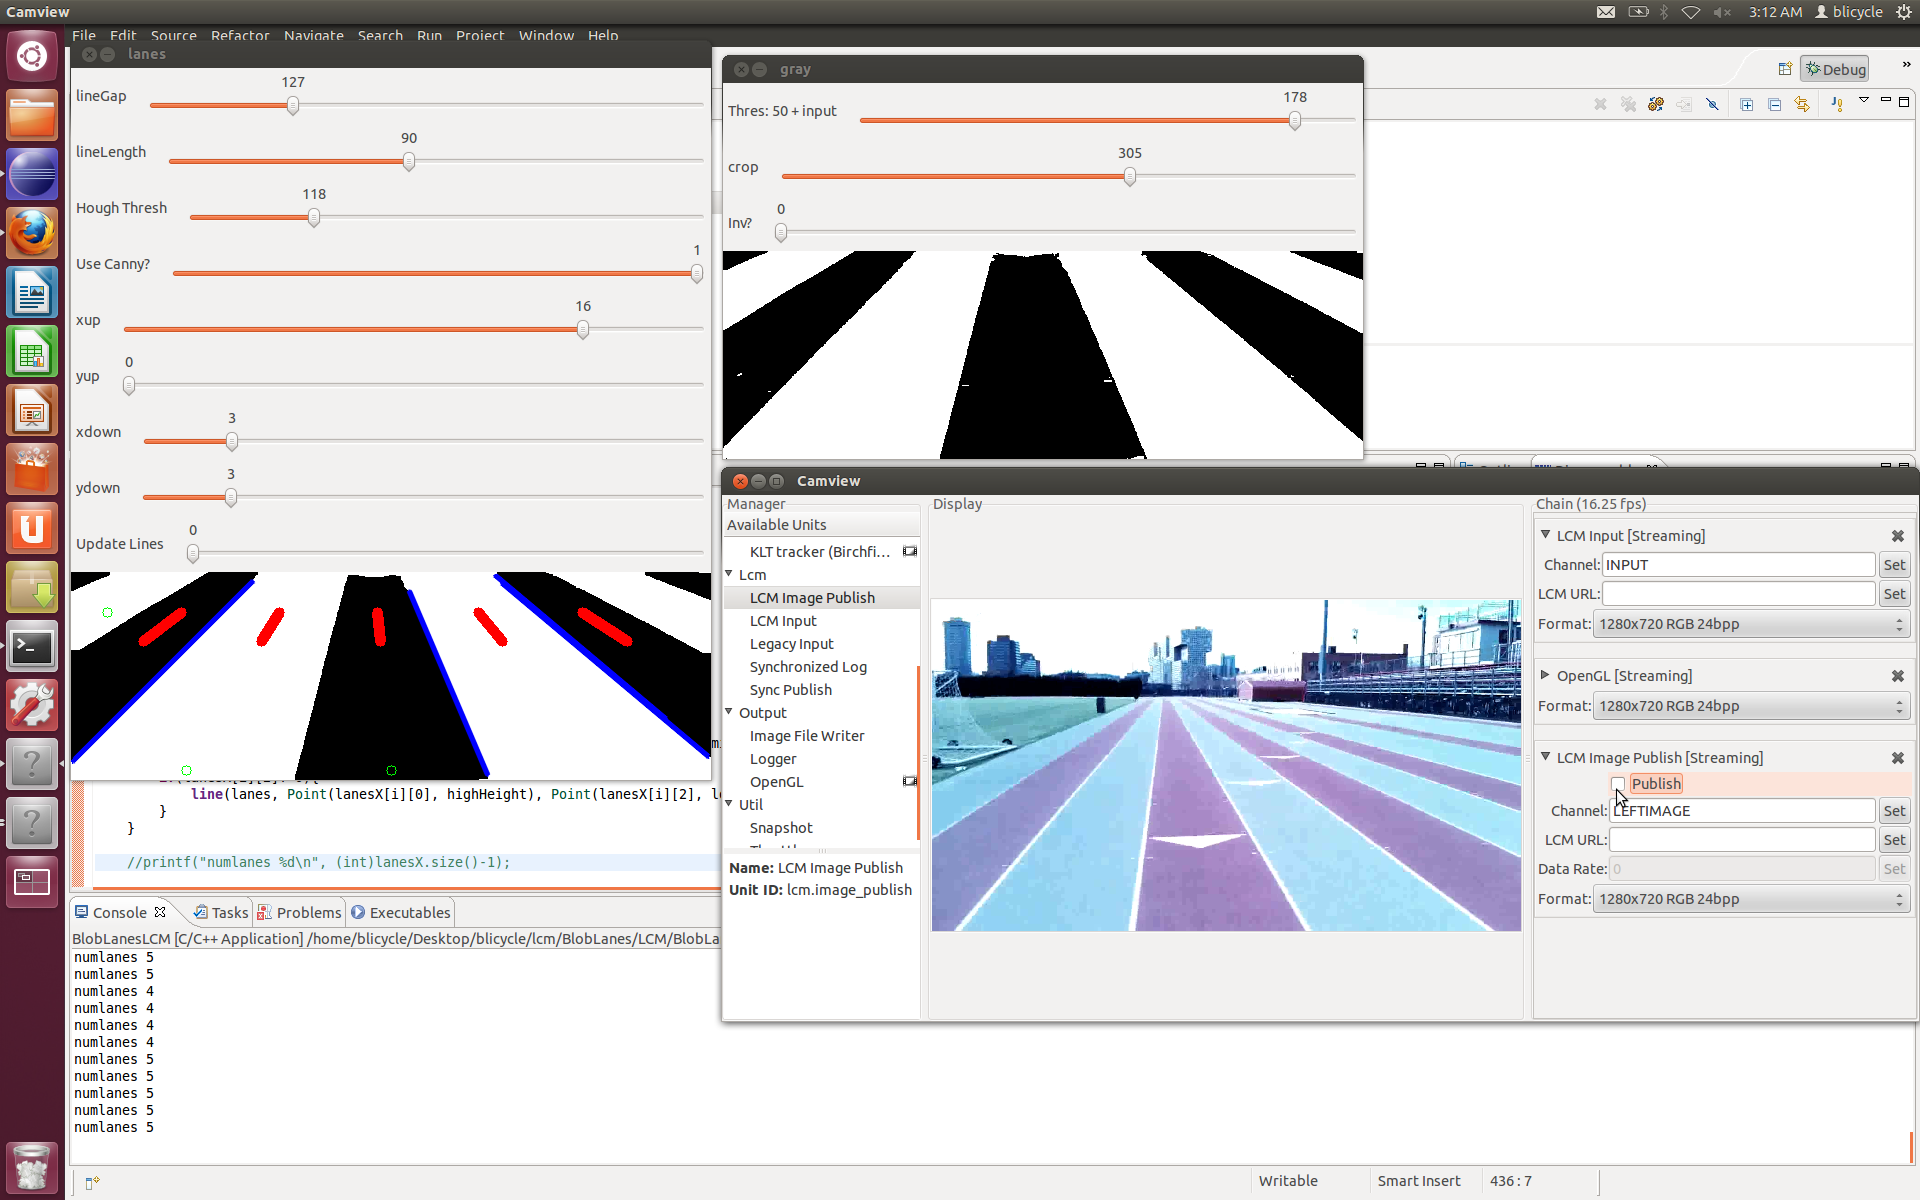 Camview
3:12 AM
blicycle
File Edit Source Refactor Navigate Search Run Project Window Help
lanes
lineGap
127
lineLength
90
Hough Thresh
118
Use Canny?
1
xup
16
yup
0
xdown
3
ydown
3
Update Lines
0
gray
Thres: 50 + input
178
crop
305
Inv?
0
Debug
line(lanes, Point(lanesX[i][0], highHeight), Point(lanesX[i][2], l
}
}
//printf("numlanes %d\n", (int)lanesX.size()-1);
Camview
Manager
Available Units
KLT tracker (Birchfi...
Lcm
LCM Image Publish
LCM Input
Legacy Input
Synchronized Log
Sync Publish
Output
Image File Writer
Logger
OpenGL
Util
Snapshot
Name: LCM Image Publish
Unit ID: lcm.image_publish
Display
Chain (16.25 fps)
LCM Input [Streaming]
Channel: INPUT Set
LCM URL: Set
Format: 1280x720 RGB 24bpp
OpenGL [Streaming]
Format: 1280x720 RGB 24bpp
LCM Image Publish [Streaming]
Publish
Channel: LEFTIMAGE Set
LCM URL: Set
Data Rate: 0 Set
Format: 1280x720 RGB 24bpp
Console Tasks Problems Executables
BlobLanesLCM [C/C++ Application] /home/blicycle/Desktop/blicycle/lcm/BlobLanes/LCM/BlobLa
numlanes 5
numlanes 5
numlanes 4
numlanes 4
numlanes 4
numlanes 4
numlanes 5
numlanes 5
numlanes 5
numlanes 5
numlanes 5
Writable
Smart Insert
436 : 7